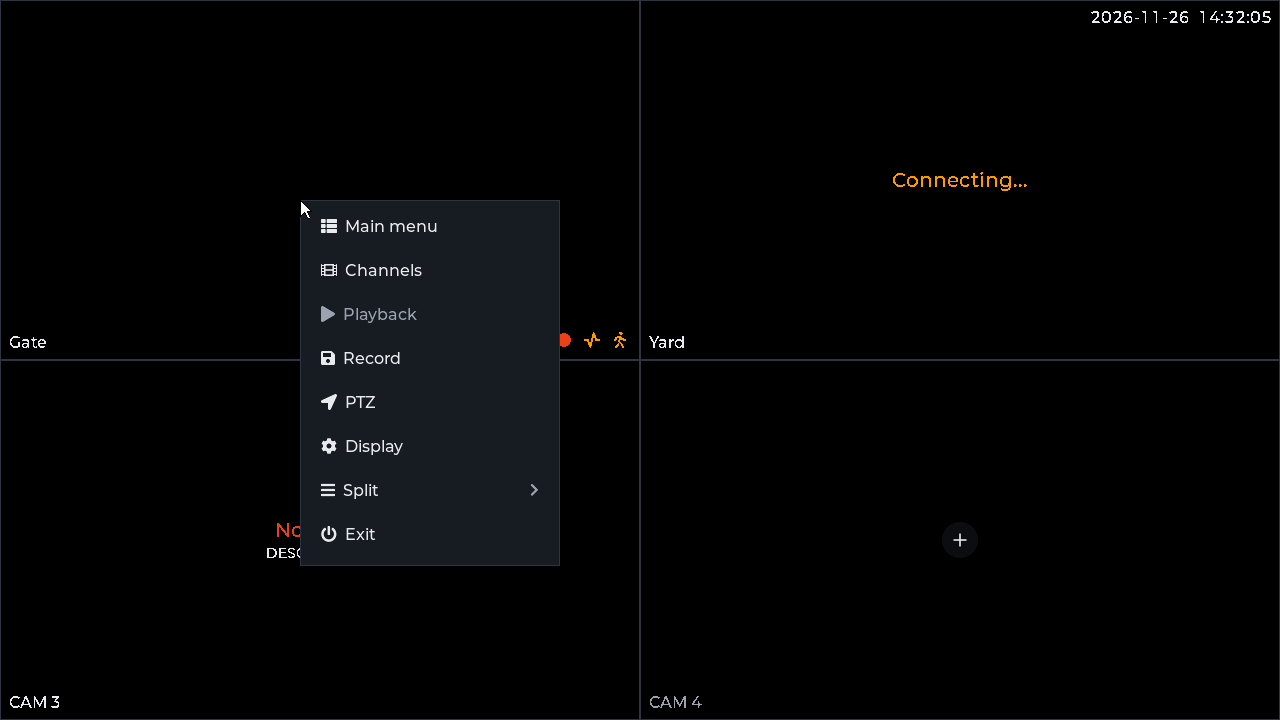 2026-11-26 14:32:05
Connecting...
Main menu
Channels
Playback
Gate
Yard
Record
PTZ
Display
Split
Exit
CAM 3
CAM 4